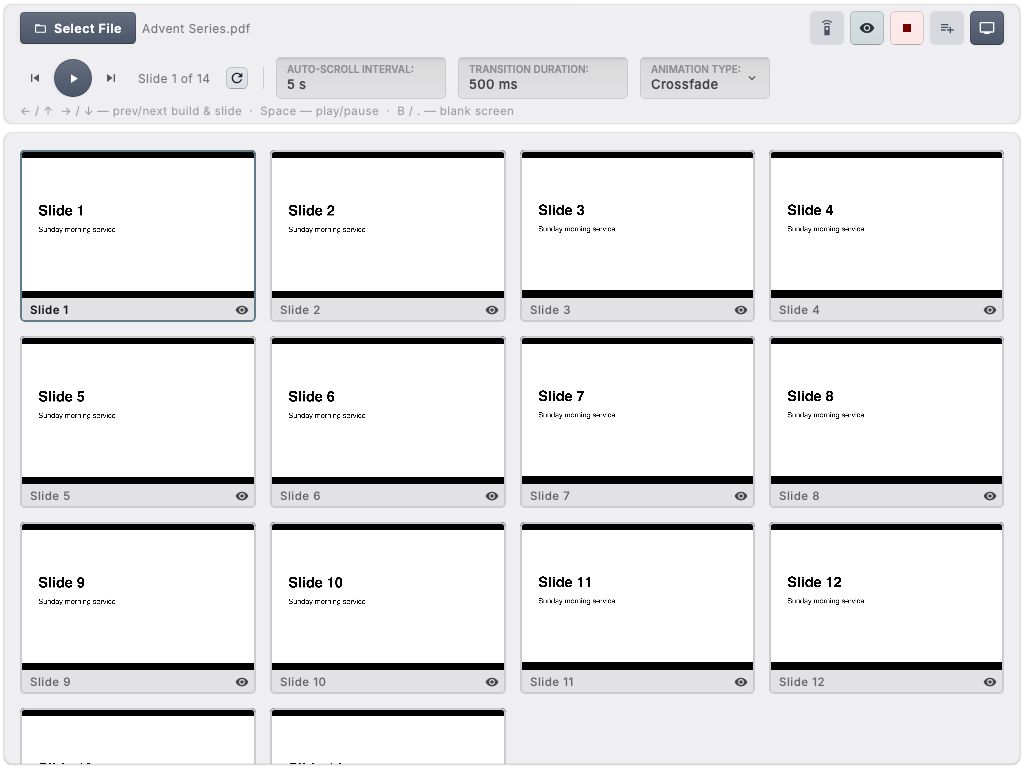 Select File
Advent Series.pdf
Slide 1 of 14
AUTO-SCROLL INTERVAL:
5 s
TRANSITION DURATION:
500 ms
ANIMATION TYPE:
Crossfade
← / ↑ → / ↓ — prev/next build & slide · Space — play/pause · B / . — blank screen
Slide 1
Sunday morning service
Slide 1
Slide 2
Sunday morning service
Slide 2
Slide 3
Sunday morning service
Slide 3
Slide 4
Sunday morning service
Slide 4
Slide 5
Sunday morning service
Slide 5
Slide 6
Sunday morning service
Slide 6
Slide 7
Sunday morning service
Slide 7
Slide 8
Sunday morning service
Slide 8
Slide 9
Sunday morning service
Slide 9
Slide 10
Sunday morning service
Slide 10
Slide 11
Sunday morning service
Slide 11
Slide 12
Sunday morning service
Slide 12